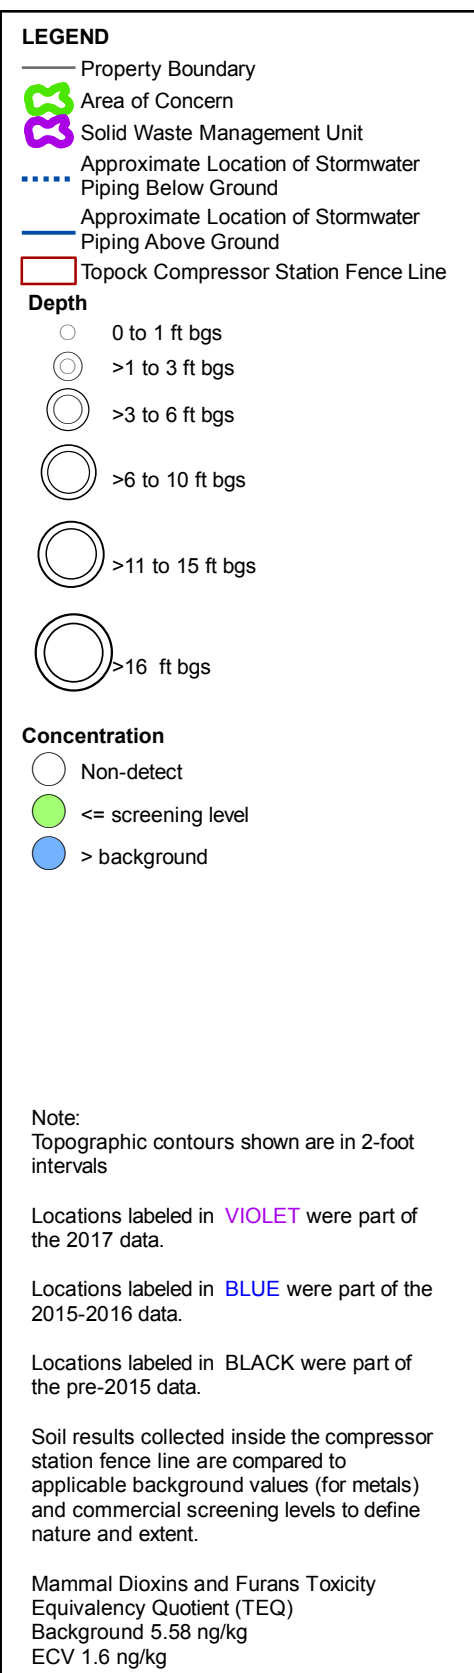 LEGEND
Property Boundary
Area of Concern
Solid Waste Management Unit
Approximate Location of Stormwater
Piping Below Ground
Approximate Location of Stormwater
Piping Above Ground
Topock Compressor Station Fence Line
Depth
0 to 1 ft bgs
>1 to 3 ft bgs
>3 to 6 ft bgs
>6 to 10 ft bgs
>11 to 15 ft bgs
>16 ft bgs
Concentration
Non-detect
<= screening level
> background
Note:
Topographic contours shown are in 2-foot
intervals
Locations labeled in VIOLET were part of
the 2017 data.
Locations labeled in BLUE were part of the
2015-2016 data.
Locations labeled in BLACK were part of
the pre-2015 data.
Soil results collected inside the compressor
station fence line are compared to
applicable background values (for metals)
and commercial screening levels to define
nature and extent.
Mammal Dioxins and Furans Toxicity
Equivalency Quotient (TEQ)
Background 5.58 ng/kg
ECV 1.6 ng/kg